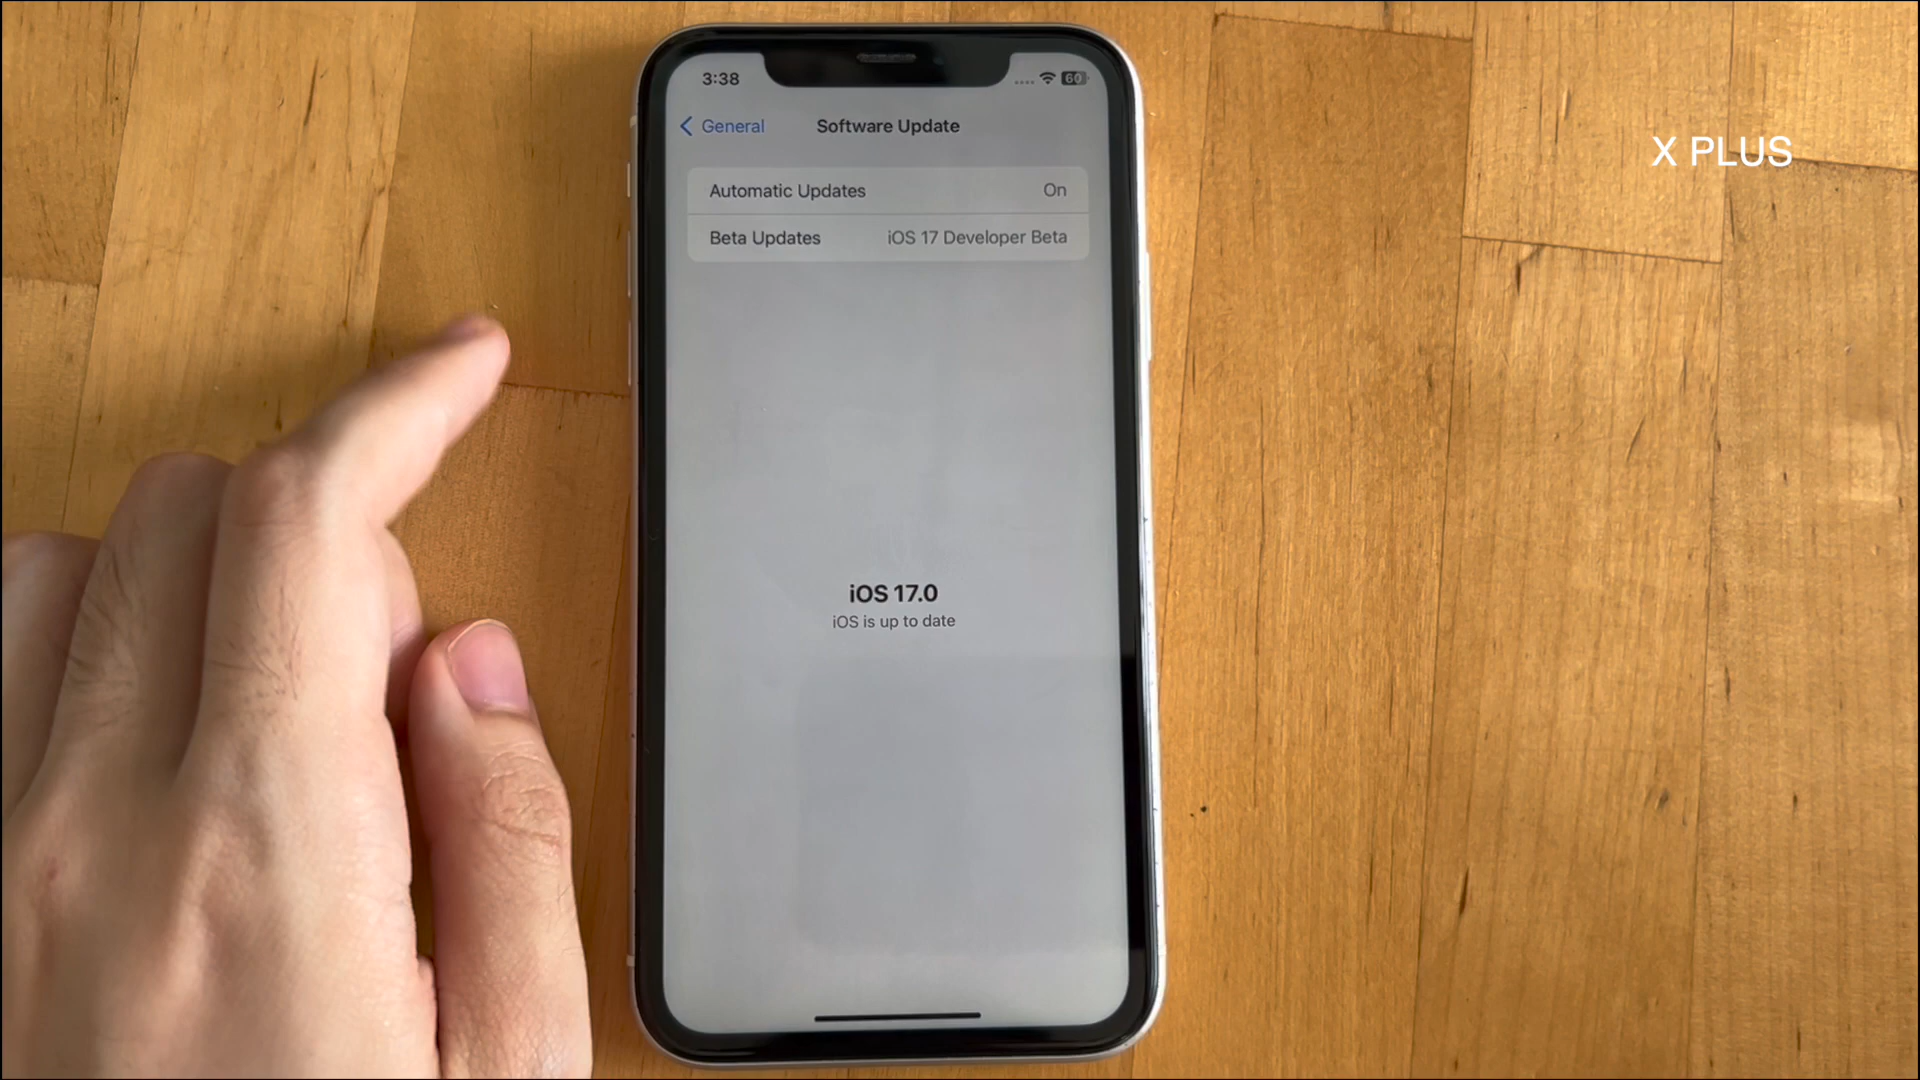 3:38
60
X PLUS
General
Software Update
Automatic Updates
On
Beta Updates
iOS 17 Developer Beta
iOS 17.0
iOS is up to date